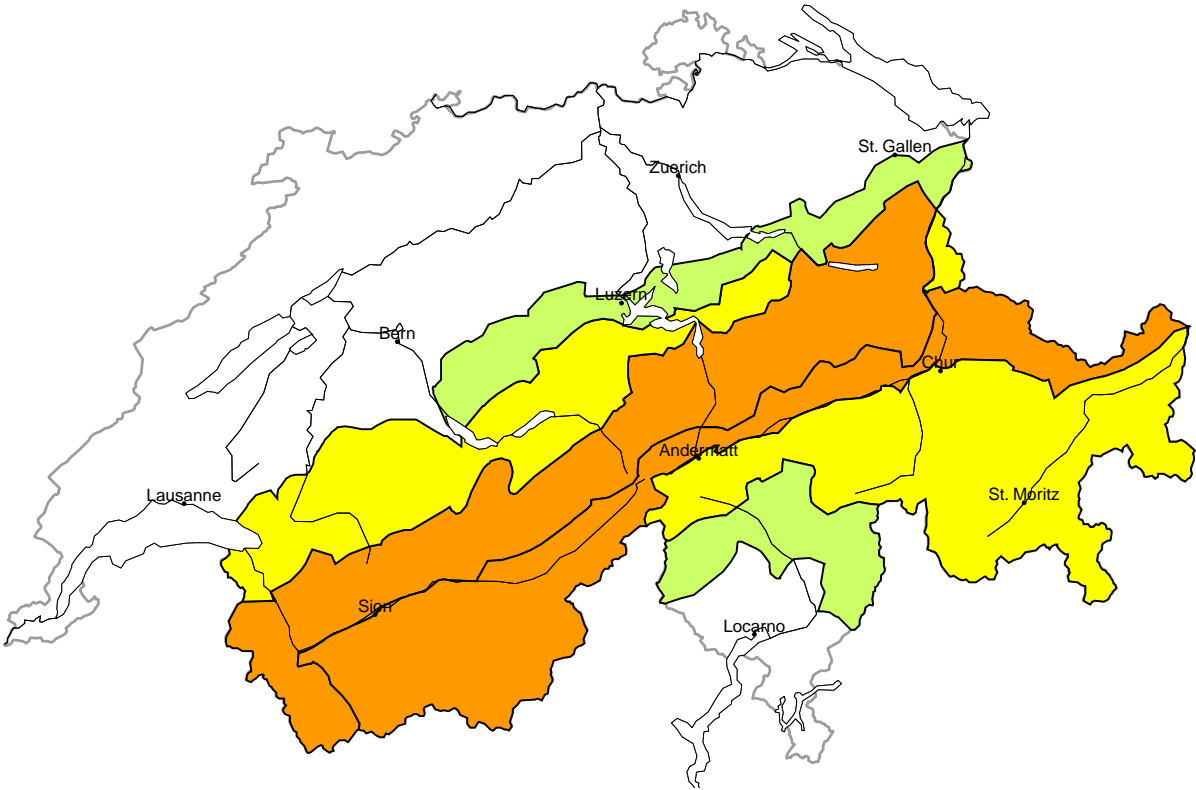 St. Gallen
Zuerich
Luzern
Bern
Chur
Andermatt
St. Moritz
Lausanne
Sion
Locarno